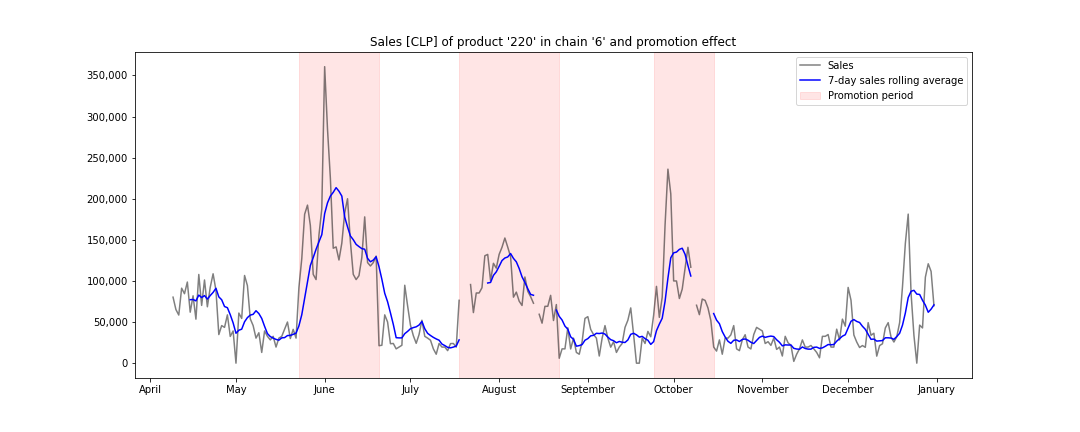 Sales [CLP] of product '220' in chain '6' and promotion effect
Sales
7-day sales rolling average
Promotion period
350,000
300,000
250,000
200,000
150,000
100,000
50,000
0
April May June July August September October November December January